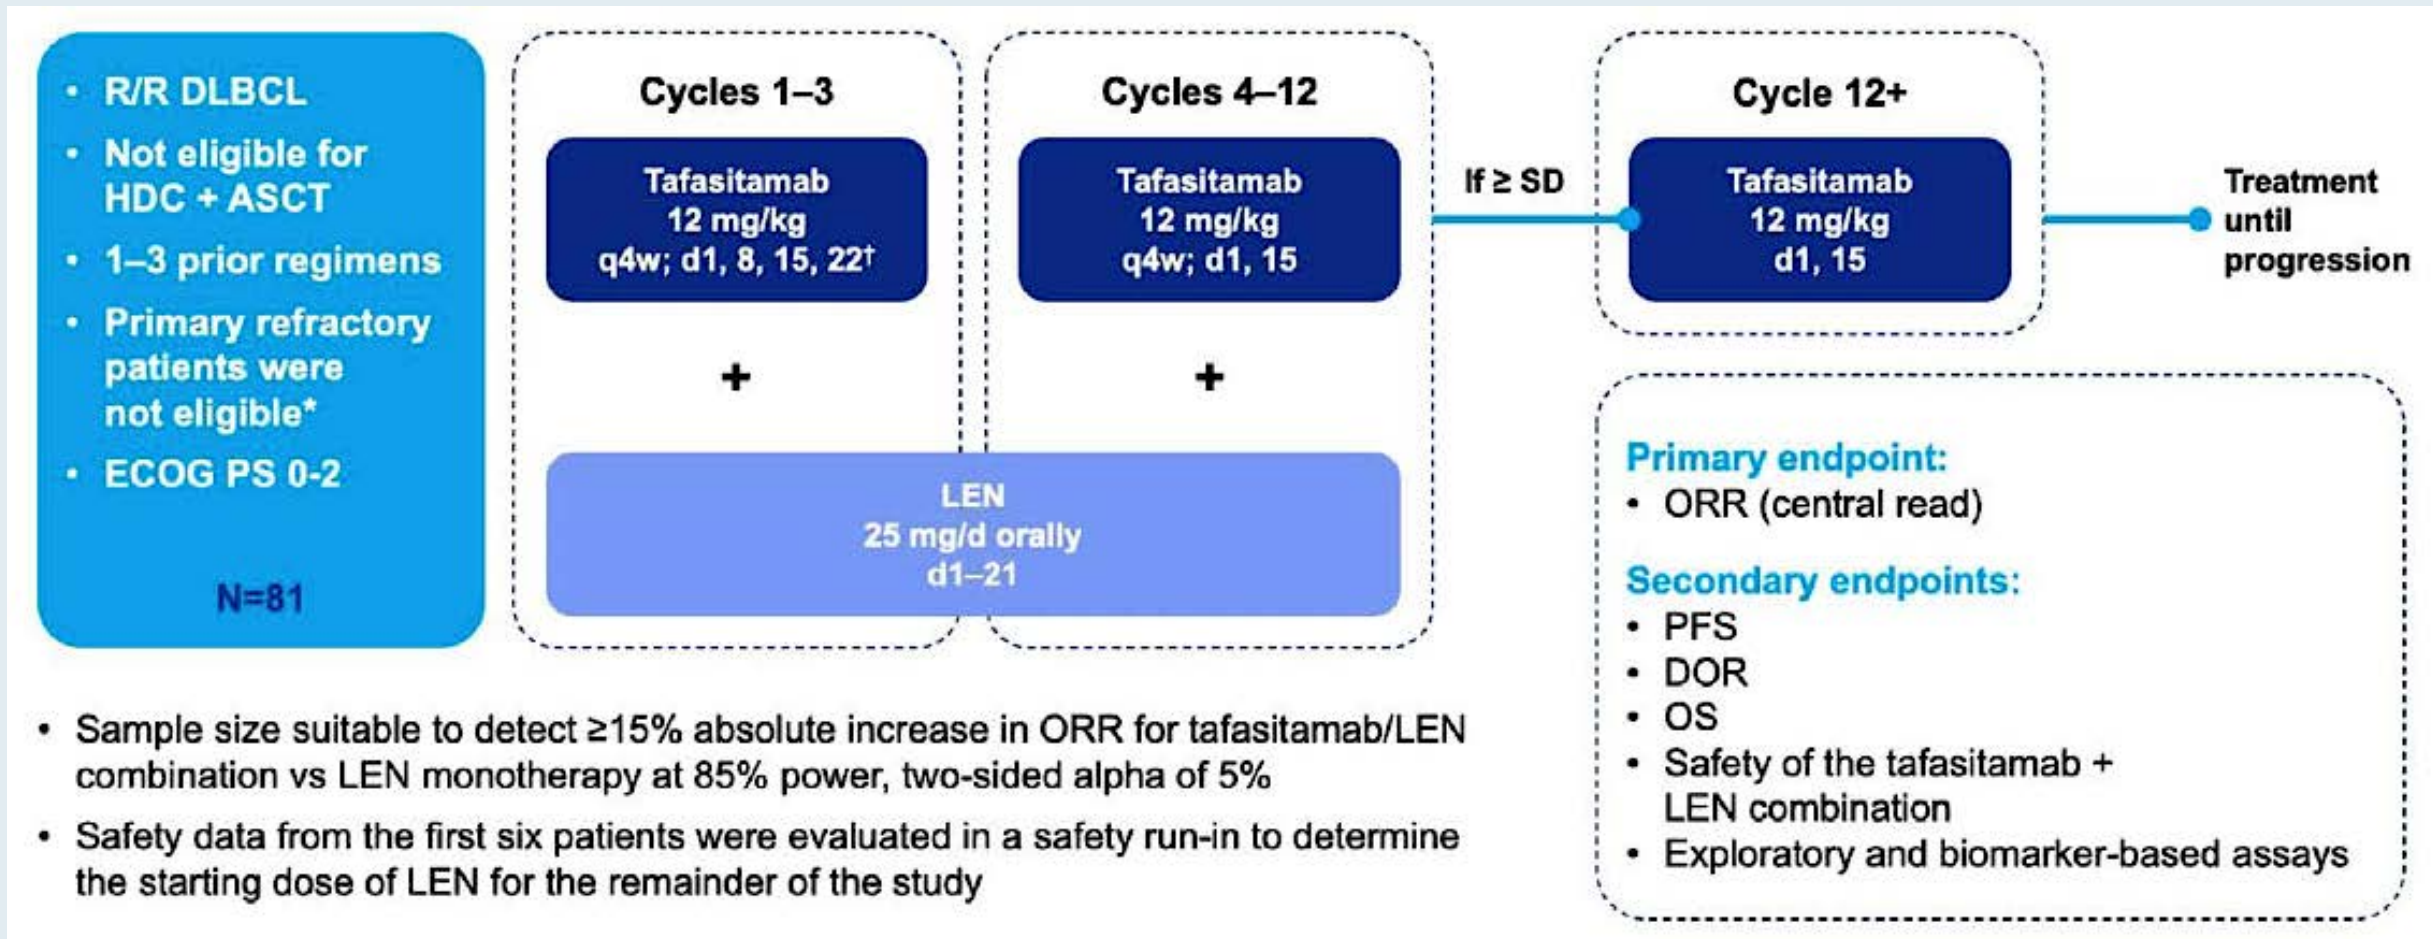 • R/R DLBCL
• Not eligible for
HDC + ASCT
• 1–3 prior regimens
• Primary refractory
patients were
not eligible*
• ECOG PS 0-2
N=81
Cycles 1–3
Tafasitamab
12 mg/kg
q4w; d1, 8, 15, 22†
+
Cycles 4–12
Tafasitamab
12 mg/kg
q4w; d1, 15
+
LEN
25 mg/d orally
d1–21
If ≥ SD
Cycle 12+
Tafasitamab
12 mg/kg
d1, 15
Treatment
until
progression
Primary endpoint:
• ORR (central read)
Secondary endpoints:
• PFS
• DOR
• OS
• Safety of the tafasitamab +
LEN combination
• Exploratory and biomarker-based assays
• Sample size suitable to detect ≥15% absolute increase in ORR for tafasitamab/LEN
combination vs LEN monotherapy at 85% power, two-sided alpha of 5%
• Safety data from the first six patients were evaluated in a safety run-in to determine
the starting dose of LEN for the remainder of the study